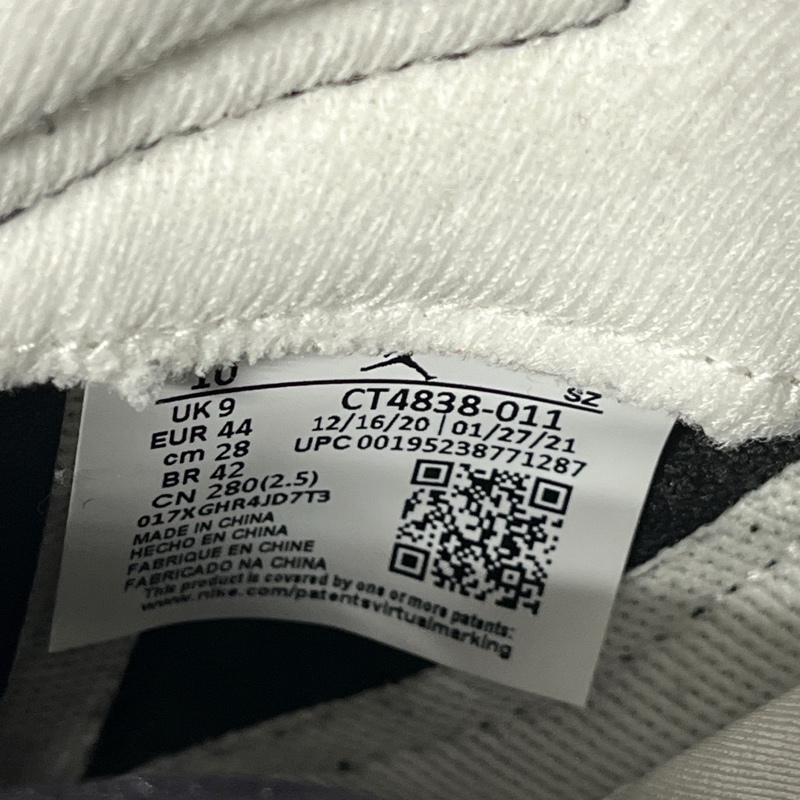 10
UK 9
EUR 44
cm 28
BR 42
CN 280(2.5)
017XGHR4JD7T3
MADE IN CHINA
HECHO EN CHINA
FABRIQUE EN CHINE
FABRICADO NA CHINA
SZ
CT4838-011
12/16/20 | 01/27/21
UPC 00195238771287
This product is covered by one or more patents:
www.nike.com/patentsvirtualmarking